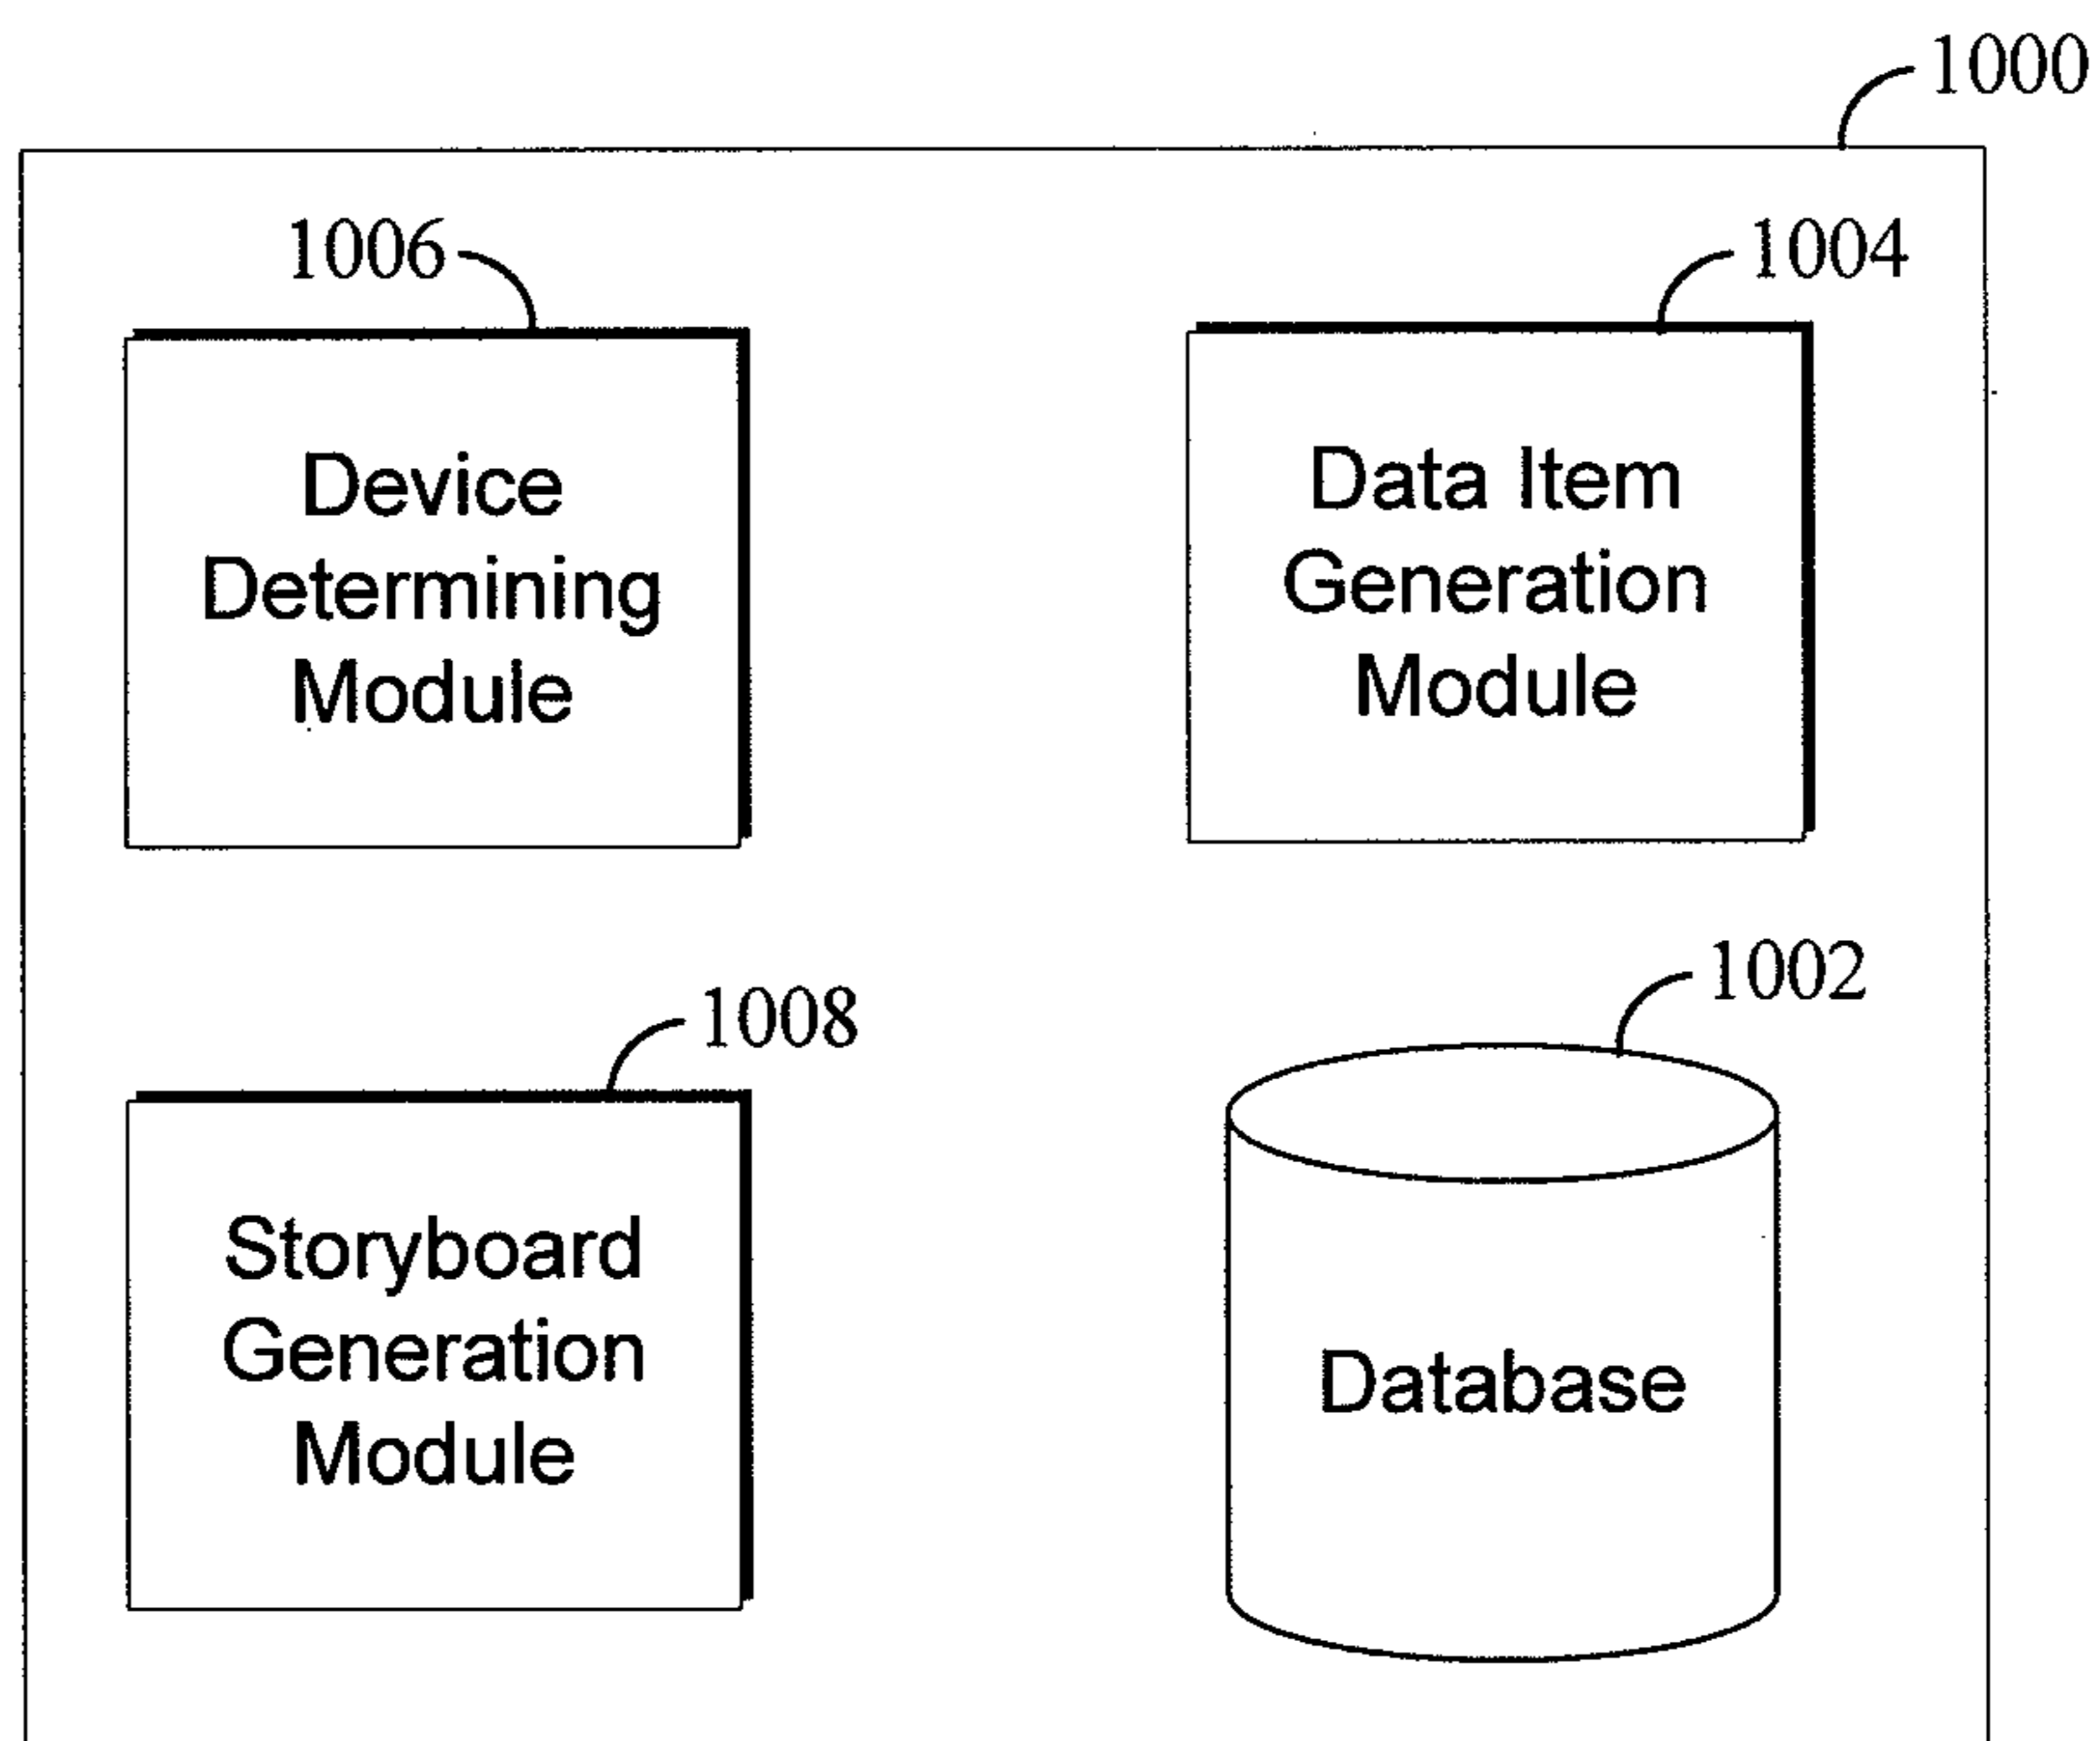 1000
1006
1004
Device
Determining
Module
Data Item
Generation
Module
1008
1002
Storyboard
Generation
Module
Database